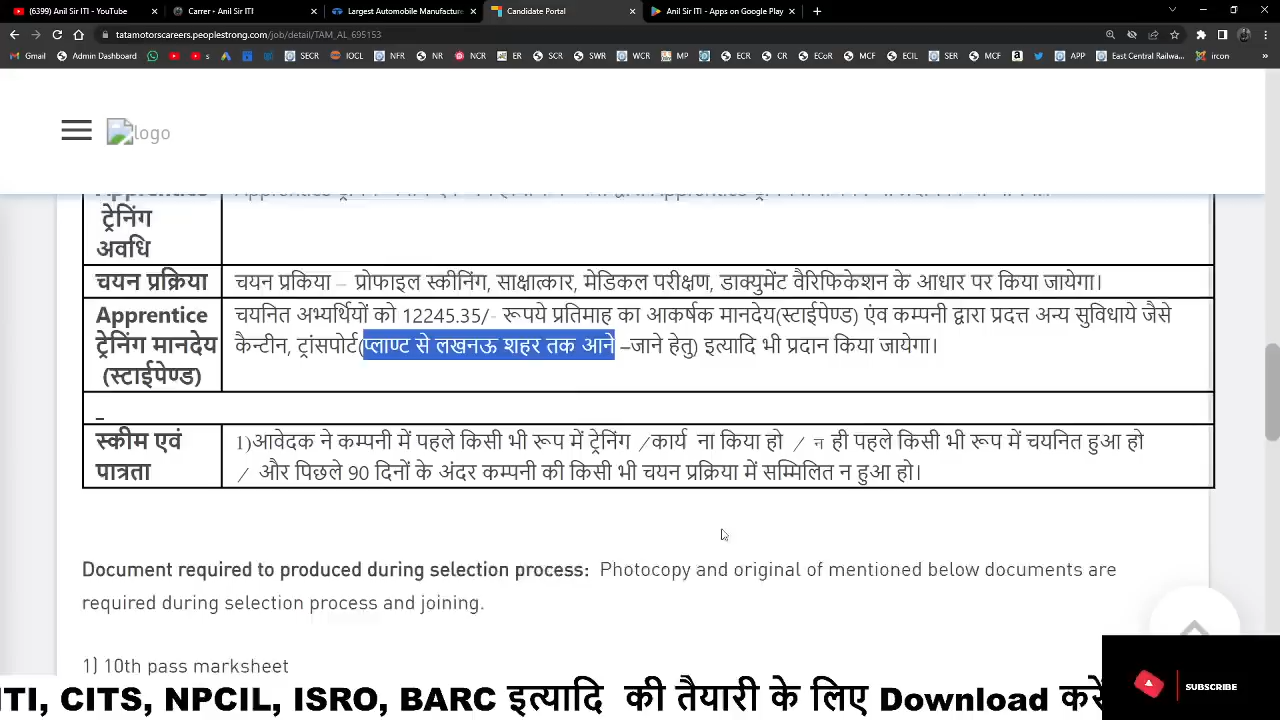 (6399) Anil Sir ITI - YouTube
Carrer • Anil Sir ITI
Largest Automobile Manufacture
Candidate Portal
Anil Sir ITI - Apps on Google Play
tatamotorscareers.peoplestrong.com/job/detail/TAM_AL_695153
Gmail Admin Dashboard s SECR IOCL NFR NR NCR ER SCR SWR WCR MP ECR CR ECoR MCF ECIL SER MCF APP East Central Railwa... ircon
logo
ट्रेनिंग
अवधि
चयन प्रक्रिया
चयन प्रकिया – प्रोफाइल स्कीनिंग, साक्षात्कार, मेडिकल परीक्षण, डाक्युमेंट वैरिफिकेशन के आधार पर किया जायेगा।
Apprentice
ट्रेनिंग मानदेय
(स्टाईपेण्ड)
चयनित अभ्यर्थियों को 12245.35/- रूपये प्रतिमाह का आकर्षक मानदेय(स्टाईपेण्ड) एंव कम्पनी द्वारा प्रदत्त अन्य सुविधाये जैसे
कैन्टीन, ट्रांसपोर्ट(प्लाण्ट से लखनऊ शहर तक आने –जाने हेतु) इत्यादि भी प्रदान किया जायेगा।
स्कीम एवं
पात्रता
1)आवेदक ने कम्पनी में पहले किसी भी रूप में ट्रेनिंग /कार्य ना किया हो / न ही पहले किसी भी रूप में चयनित हुआ हो
/ और पिछले 90 दिनों के अंदर कम्पनी की किसी भी चयन प्रक्रिया में सम्मिलित न हुआ हो।
Document required to produced during selection process: Photocopy and original of mentioned below documents are
required during selection process and joining.
1) 10th pass marksheet
ITI, CITS, NPCIL, ISRO, BARC इत्यादि की तैयारी के लिए Download करें
SUBSCRIBE